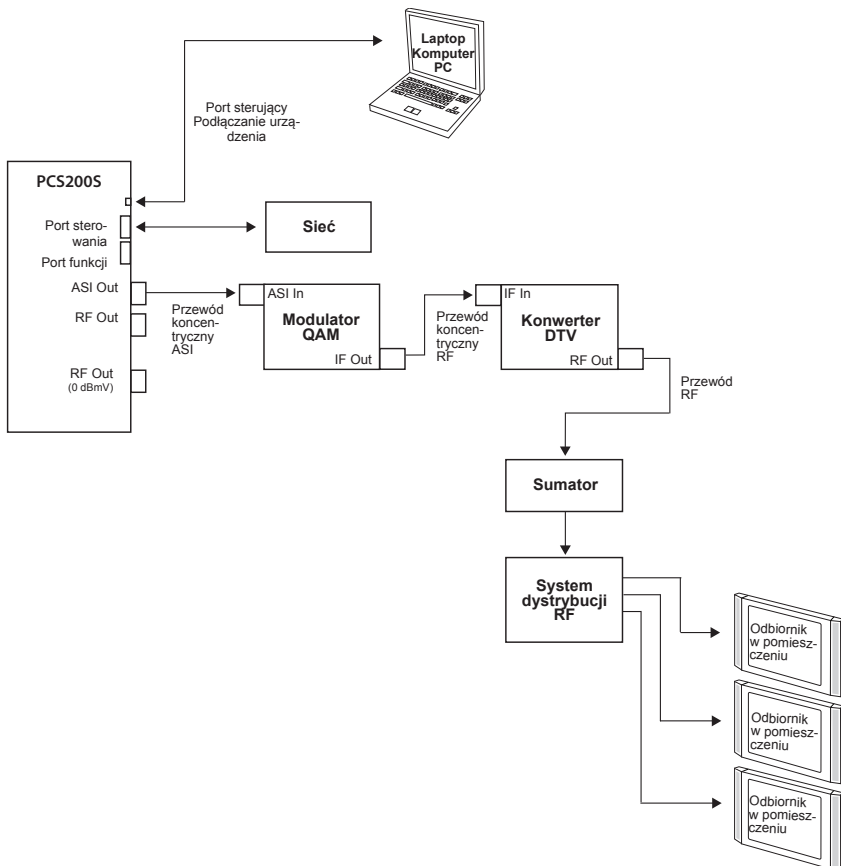 Laptop
Komputer
PC
Port sterujący
Podłączanie urzą-
dzenia
PCS200S
Port stero-
wania
Port funkcji
ASI Out
RF Out
RF Out
(0 dBmV)
Sieć
Przewód
koncen-
tryczny
ASI
ASI In
Modulator
QAM
IF Out
Przewód
koncen-
tryczny
RF
IF In
Konwerter
DTV
RF Out
Przewód
RF
Sumator
System
dystrybucji
RF
Odbiornik
w pomiesz-
czeniu
Odbiornik
w pomiesz-
czeniu
Odbiornik
w pomiesz-
czeniu